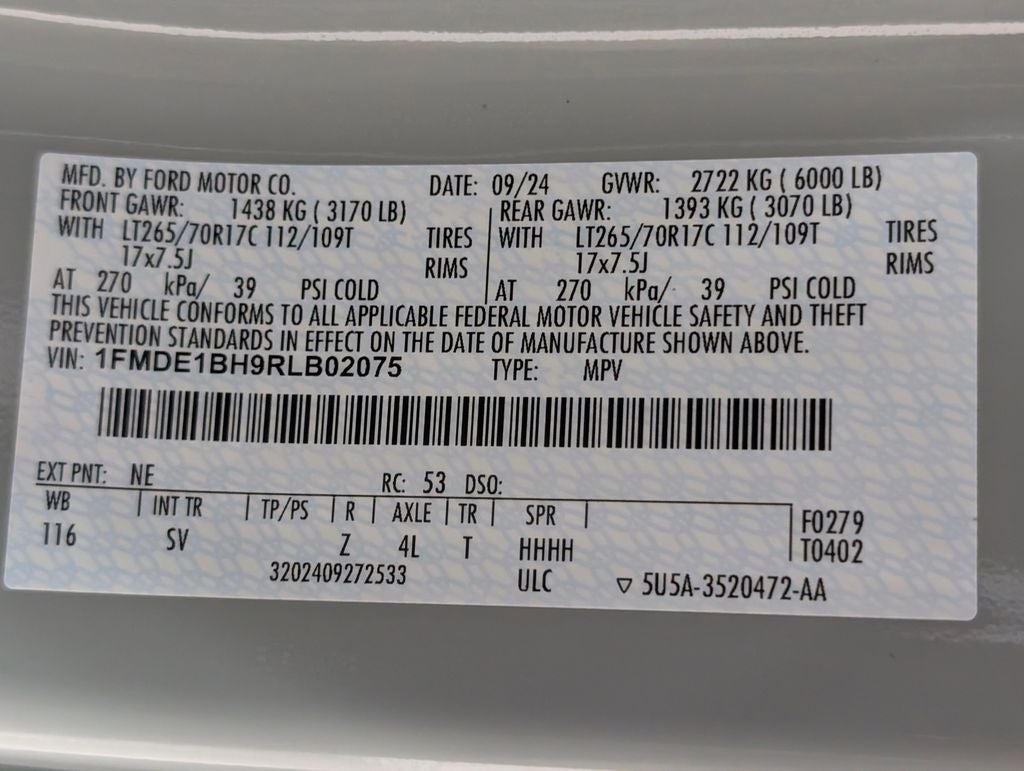 MFD. BY FORD MOTOR CO. DATE: 09/24 GVWR: 2722 KG ( 6000 LB)
FRONT GAWR: 1438 KG ( 3170 LB) REAR GAWR: 1393 KG ( 3070 LB)
WITH LT265/70R17C 112/109T TIRES WITH LT265/70R17C 112/109T TIRES
17x7.5J RIMS 17x7.5J RIMS
AT 270 kPa/ 39 PSI COLD AT 270 kPa/ 39 PSI COLD
THIS VEHICLE CONFORMS TO ALL APPLICABLE FEDERAL MOTOR VEHICLE SAFETY AND THEFT
PREVENTION STANDARDS IN EFFECT ON THE DATE OF MANUFACTURE SHOWN ABOVE.
VIN: 1FMDE1BH9RLB02075 TYPE: MPV
EXT PNT: NE RC: 53 DSO:
WB INT TR TP/PS R AXLE TR SPR F0279
116 SV Z 4L T HHHH T0402
3202409272533 ULC ▽ 5U5A-3520472-AA